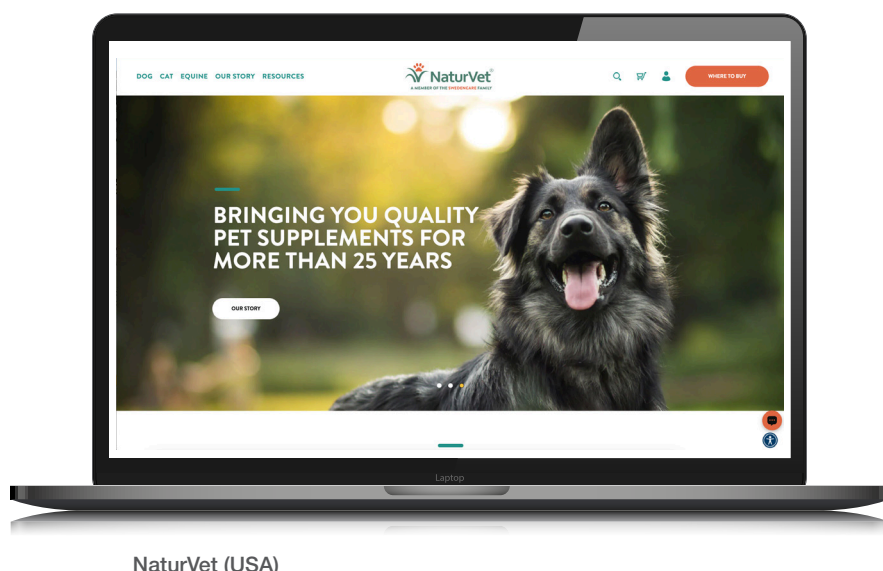 DOG CAT EQUINE OUR STORY RESOURCES
NaturVet®
A MEMBER OF THE SWEDENCARE FAMILY
WHERE TO BUY
BRINGING YOU QUALITY
PET SUPPLEMENTS FOR
MORE THAN 25 YEARS
OUR STORY
Laptop
NaturVet (USA)